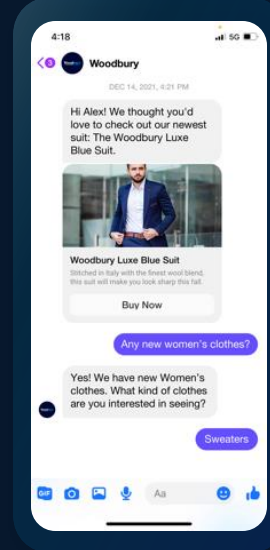 4:18
5G
3
Woodbury
DEC 14, 2021, 4:21 PM
Hi Alex! We thought you'd
love to check out our newest
suit: The Woodbury Luxe
Blue Suit.
Woodbury Luxe Blue Suit
Stitched in Italy with the finest wool blend,
this suit will make you look sharp this fall.
Buy Now
Any new women's clothes?
Yes! We have new Women's
clothes. What kind of clothes
are you interested in seeing?
Sweaters
GIF
Aa